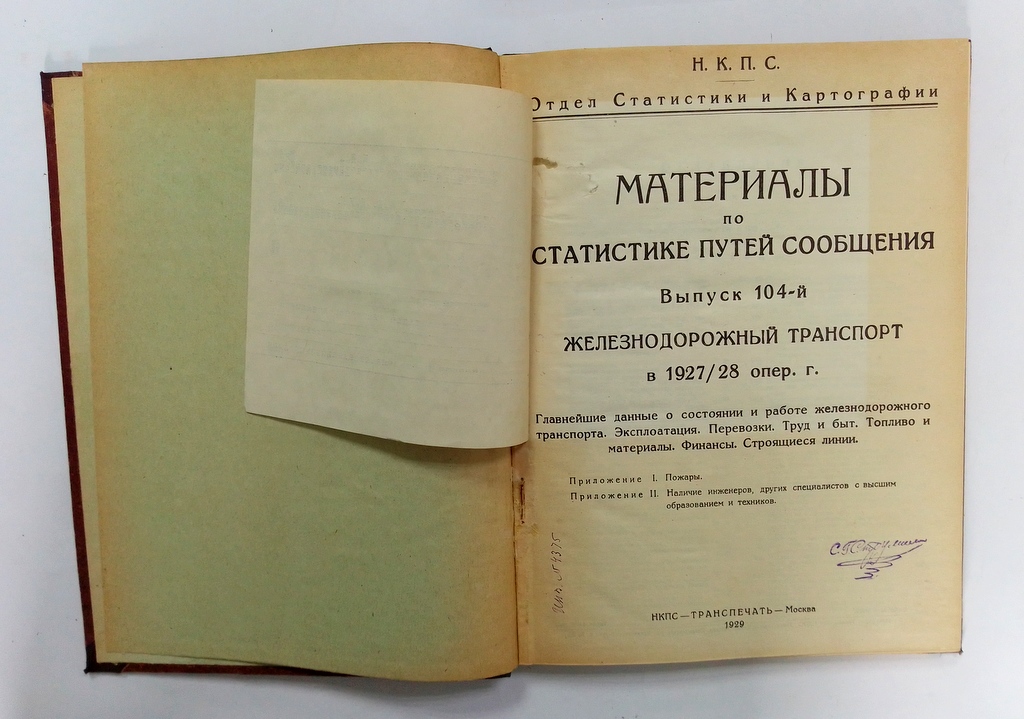 Н. К. П. С.
Отдел Статистики и Картографии
МАТЕРИАЛЫ
по
СТАТИСТИКЕ ПУТЕЙ СООБЩЕНИЯ
Выпуск 104-й
ЖЕЛЕЗНОДОРОЖНЫЙ ТРАНСПОРТ
в 1927/28 опер. г.
Главнейшие данные о состоянии и работе железнодорожного
транспорта. Эксплоатация. Перевозки. Труд и быт. Топливо и
материалы. Финансы. Строящиеся линии.
Приложение I. Пожары.
Приложение II. Наличие инженеров, других специалистов с высшим
образованием и техников.
НКПС—ТРАНСПЕЧАТЬ—Москва
1929